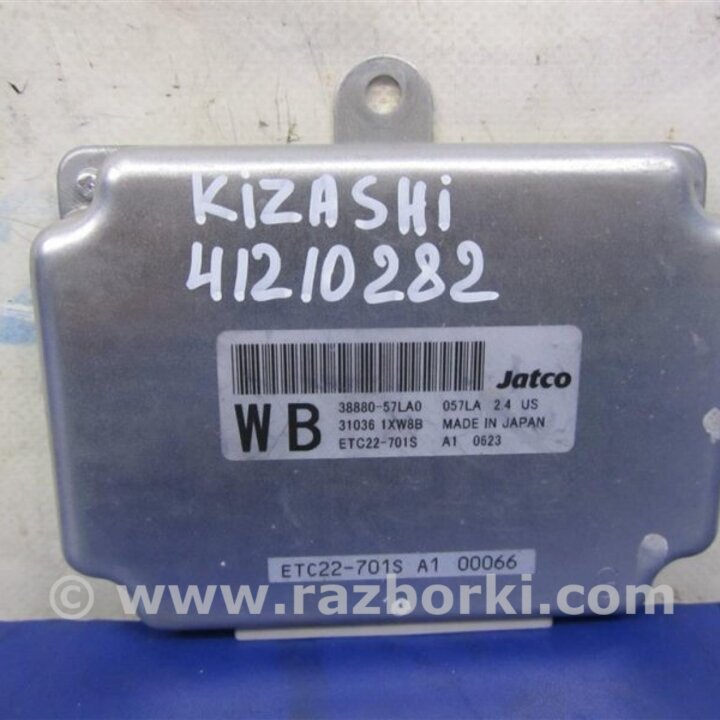 KiZASHi
41210282
Jatco
WB 38880-57LA0 057LA 2.4 US
31036 1XW8B MADE IN JAPAN
ETC22-701S A1 0623
ETC22-701S A1 00066
© www.razborki.com